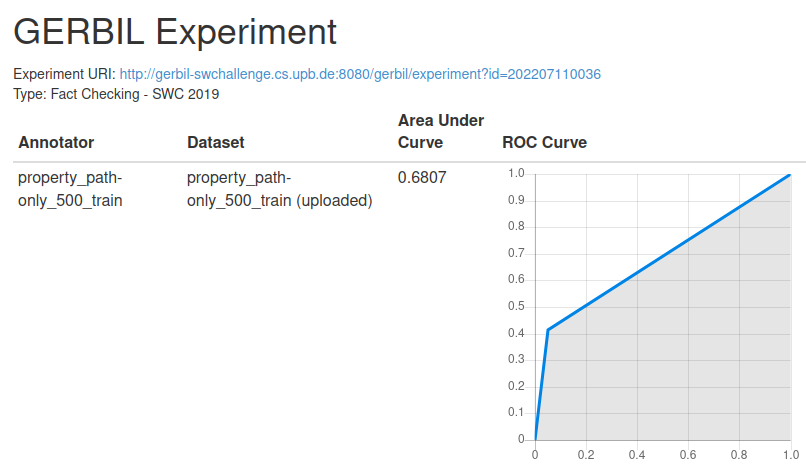 GERBIL Experiment
Experiment URI: http://gerbil-swchallenge.cs.upb.de:8080/gerbil/experiment?id=202207110036
Type: Fact Checking - SWC 2019
Annotator Dataset Area Under Curve ROC Curve
property_path-only_500_train property_path-only_500_train (uploaded) 0.6807
1.0
0.9
0.8
0.7
0.6
0.5
0.4
0.3
0.2
0.1
0
0 0.2 0.4 0.6 0.8 1.0